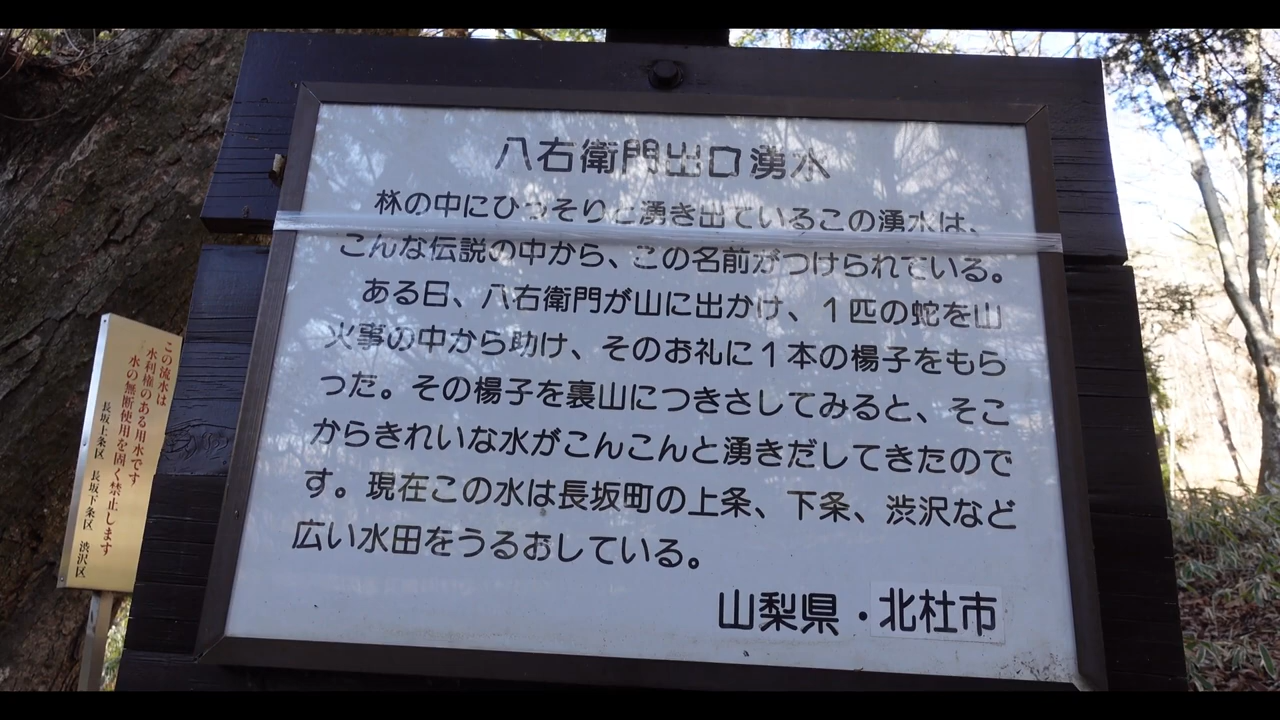 八右衛門出口湧水
林の中にひっそりと湧き出ているこの湧水は、
こんな伝説の中から、この名前がつけられている。
ある日、八右衛門が山に出かけ、1匹の蛇を山
火事の中から助け、そのお礼に1本の楊子をもら
った。その楊子を裏山につきさしてみると、そこ
からきれいな水がこんこんと湧きだしてきたので
す。現在この水は長坂町の上条、下条、渋沢など
広い水田をうるおしている。
山梨県・北杜市
この流水は
水利権のある用水です
水の無断使用を固く禁止します
長坂上条区 長坂下条区 渋沢区